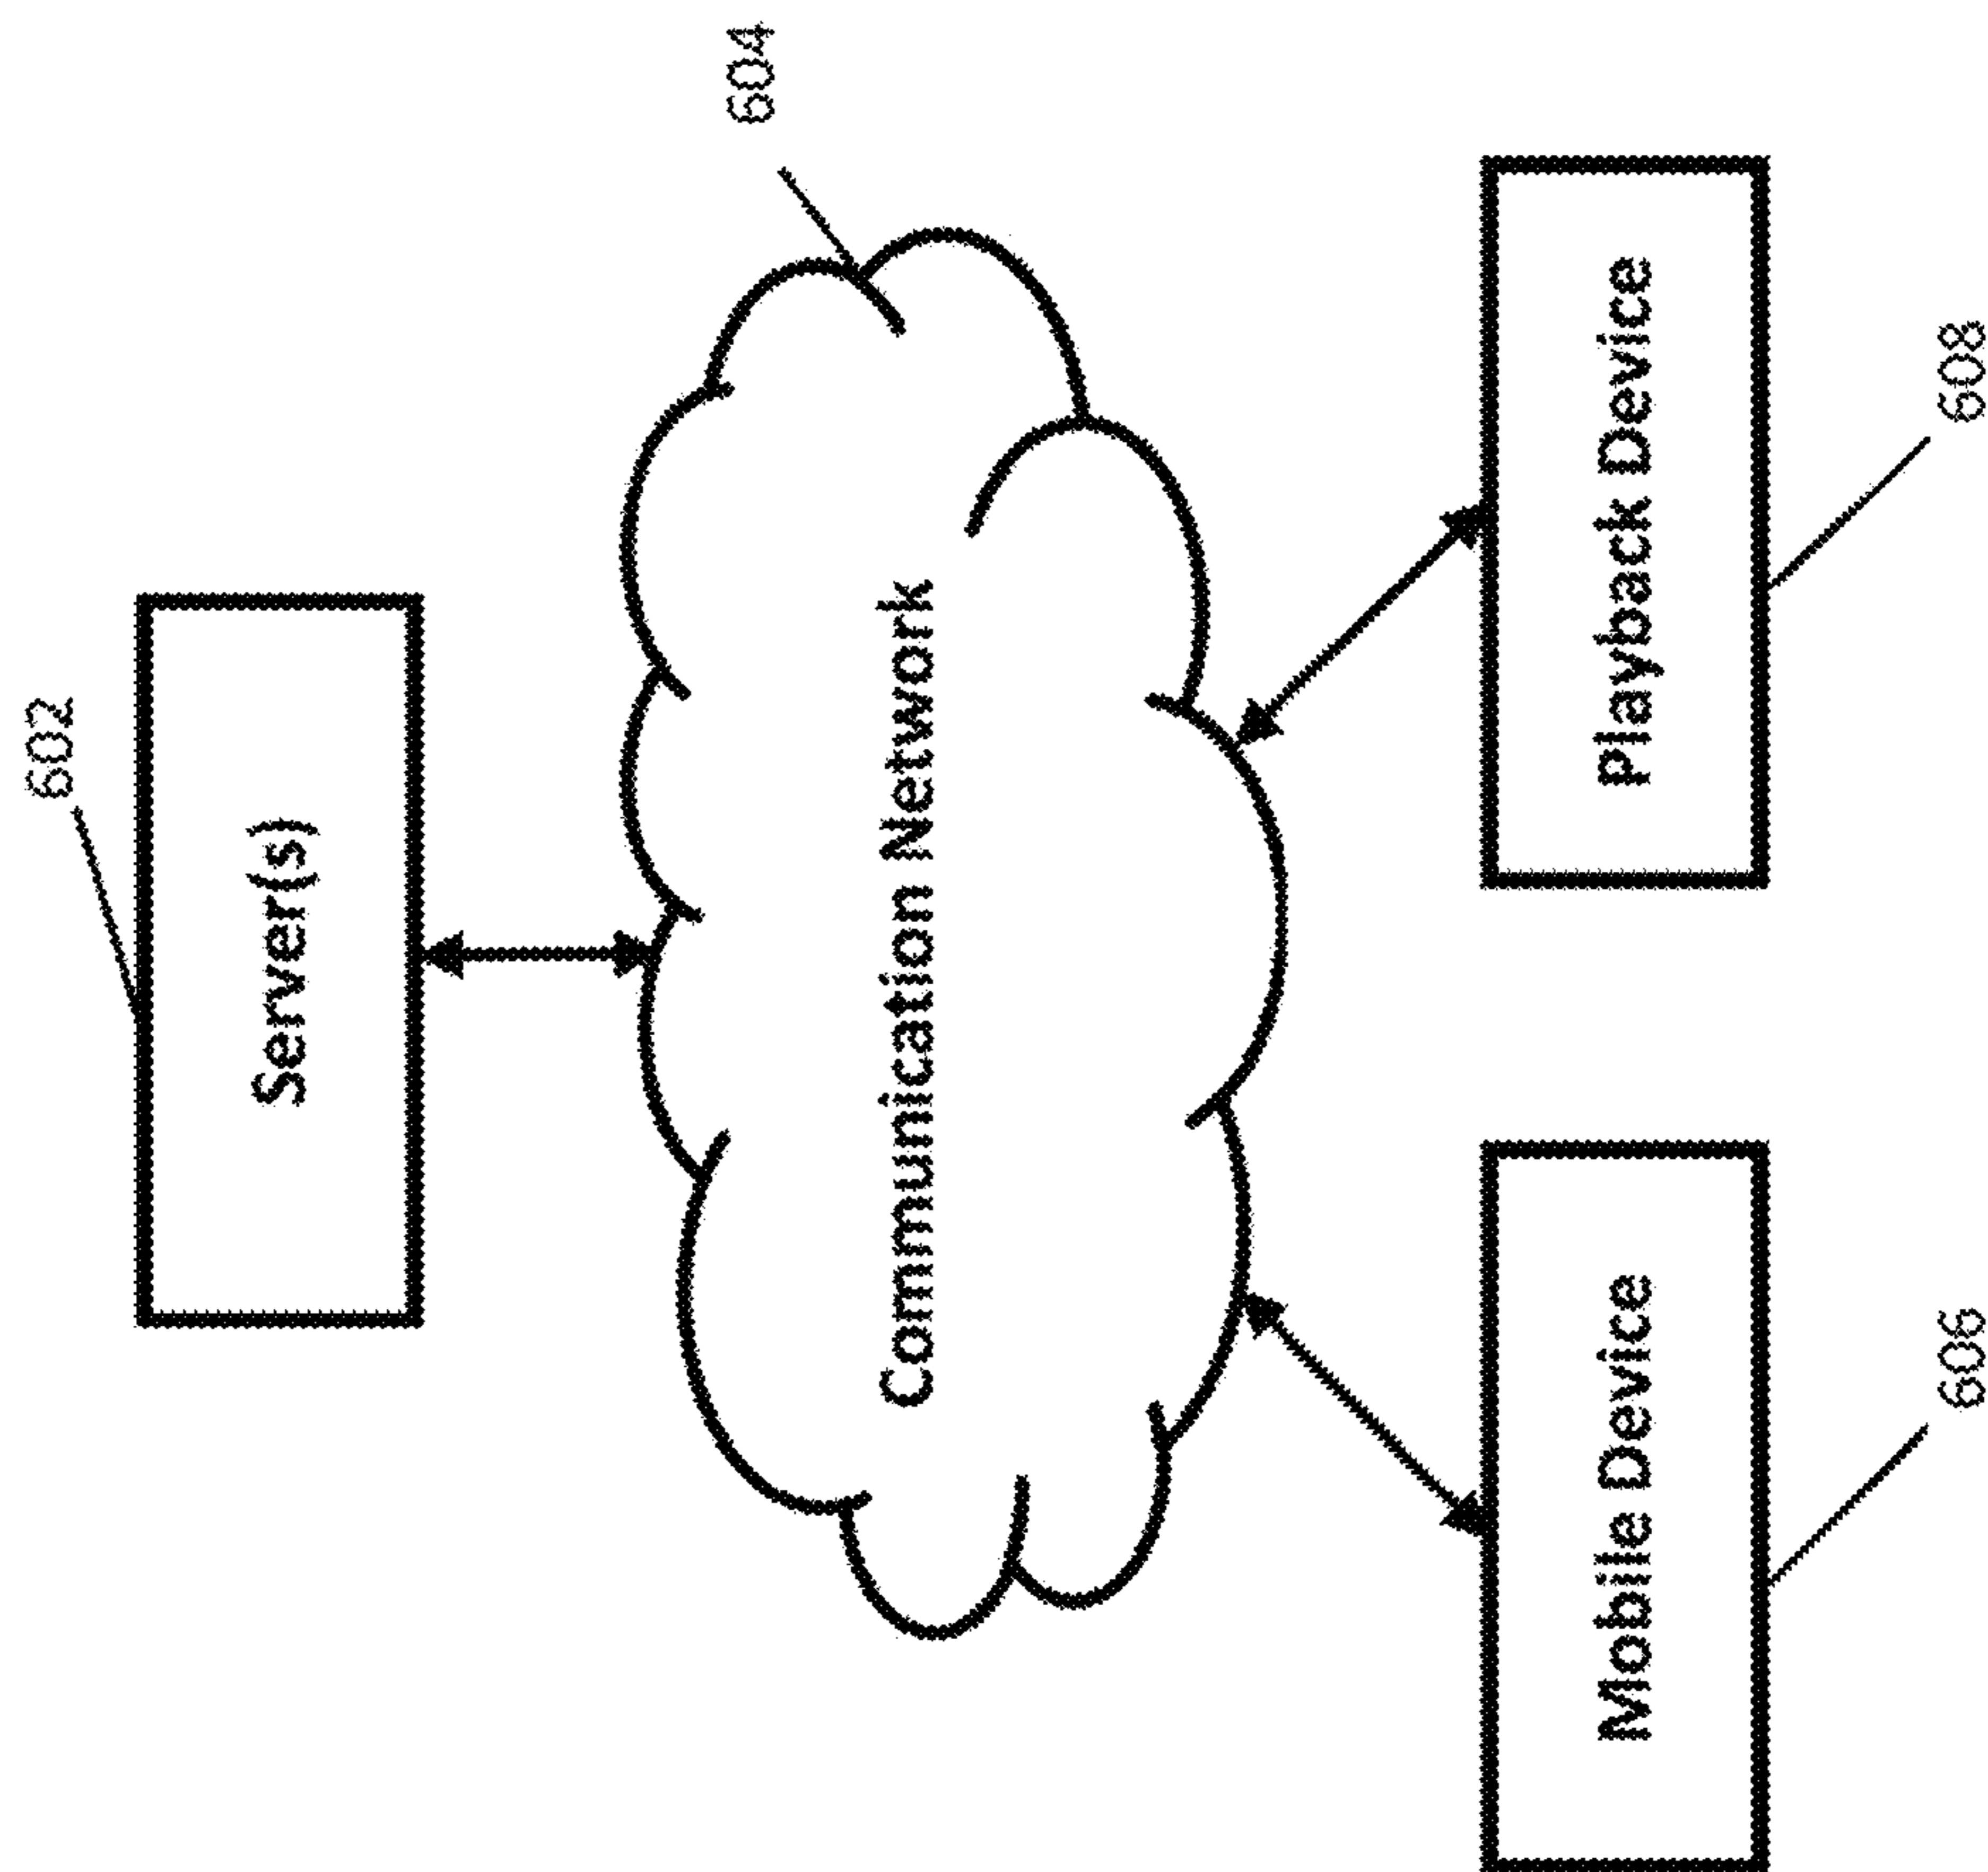 602
Server(s)
604
Communication Network
Mobile Device
Playback Device
606
608